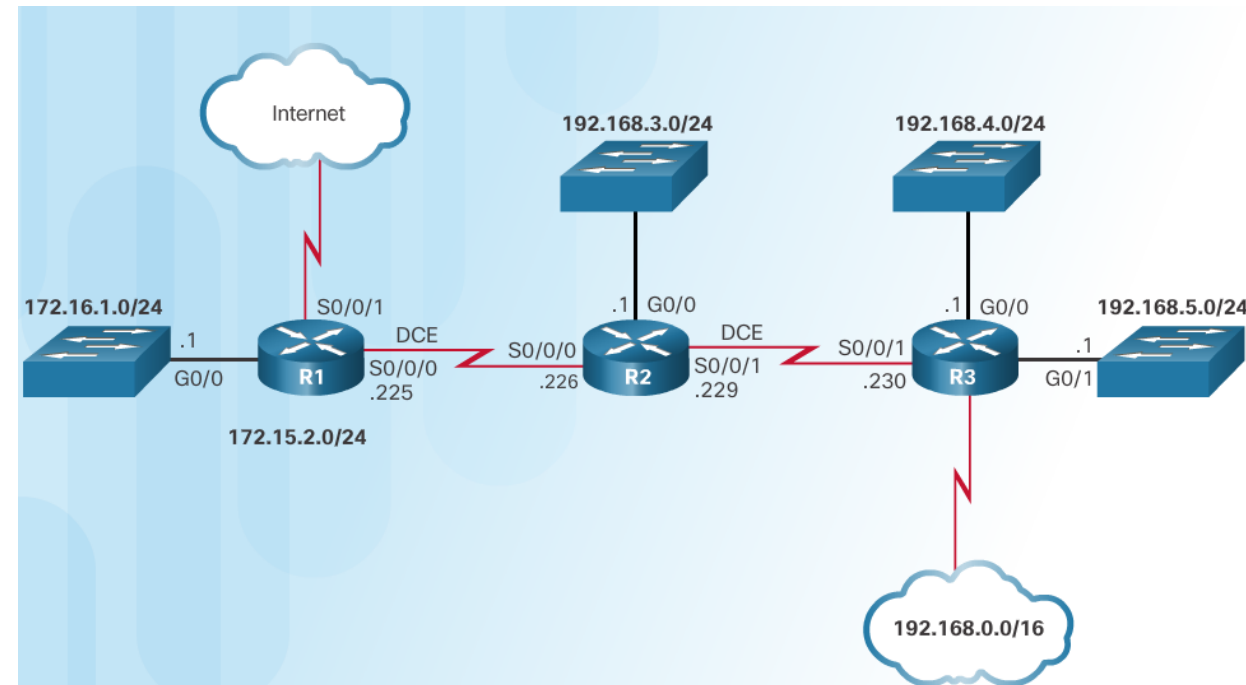 Internet
192.168.3.0/24
192.168.4.0/24
172.16.1.0/24
S0/0/1
.1
G0/0
.1
G0/0
192.168.5.0/24
.1
G0/0
R1
DCE
S0/0/0
.225
S0/0/0
.226
R2
DCE
S0/0/1
.229
S0/0/1
.230
R3
.1
G0/1
172.15.2.0/24
192.168.0.0/16